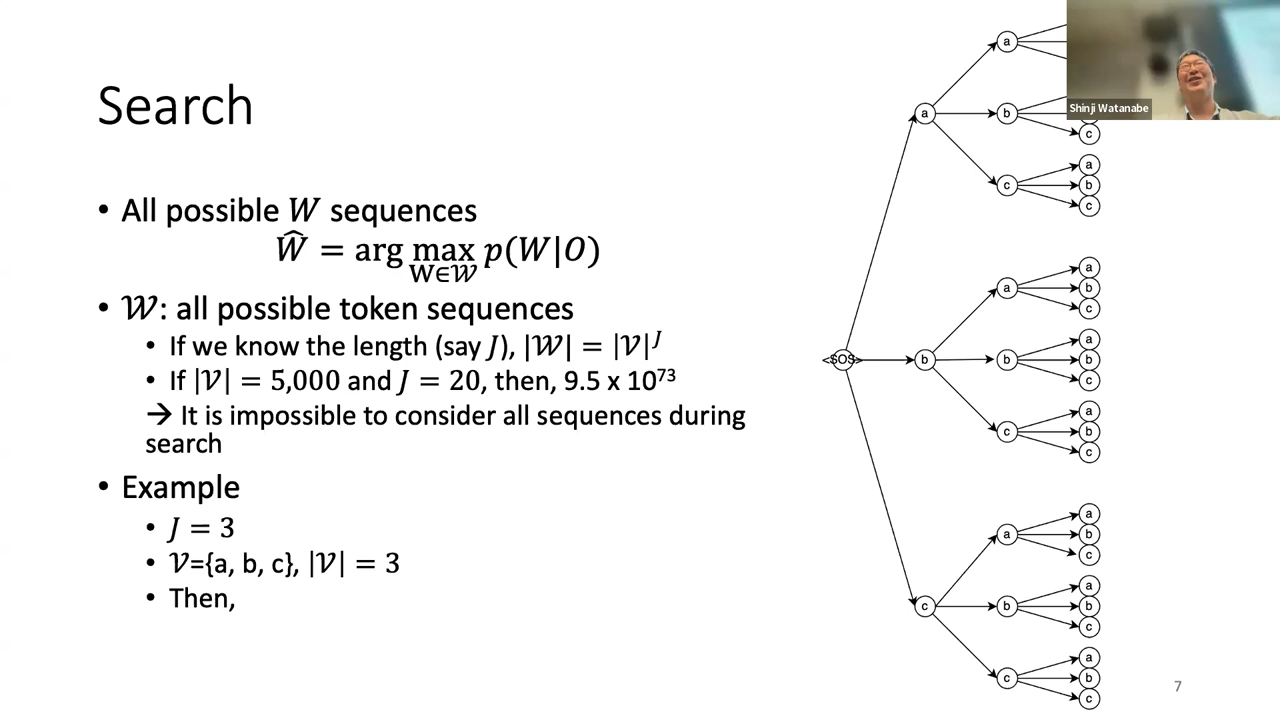 Search
Shinji Watanabe
• All possible W sequences
Ŵ = arg max p(W|O)
W∈𝒲
• 𝒲: all possible token sequences
• If we know the length (say J), |𝒲| = |𝒱|ᴶ
• If |𝒱| = 5,000 and J = 20, then, 9.5 x 10⁷³
→ It is impossible to consider all sequences during
search
• Example
• J = 3
• 𝒱={a, b, c}, |𝒱| = 3
• Then,
<SOS>
a
a
b
c
c
a
b
c
b
a
a
b
c
b
a
b
c
c
a
b
c
c
a
a
b
c
b
a
b
c
c
a
b
c
7